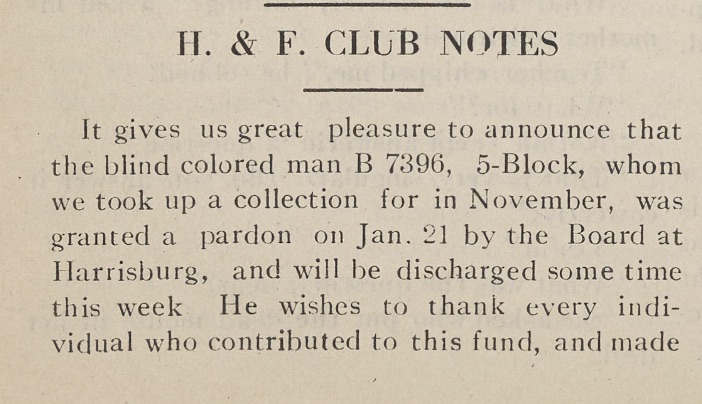 H. & F. CLUB NOTES
It gives us great pleasure to announce that
the blind colored man B 7396, 5-Block, whom
we took up a collection for in November, was
granted a pardon on Jan. 21 by the Board at
Harrisburg, and will be discharged some time
this week He wishes to thank every indi-
vidual who contributed to this fund, and made